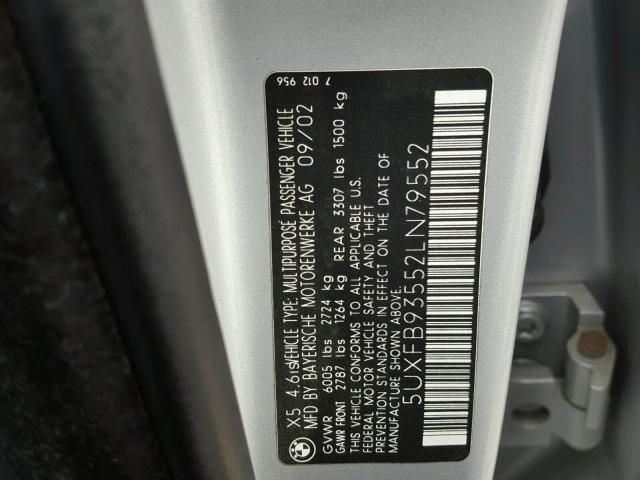 X5 4.6is VEHICLE TYPE: MULTIPURPOSE PASSENGER VEHICLE
MFD BY BAYERISCHE MOTORENWERKE AG 09/02
GVWR 6005 lbs 2724 kg
GAWR FRONT 2787 lbs 1264 kg REAR 3307 lbs 1500 kg
THIS VEHICLE CONFORMS TO ALL APPLICABLE U.S.
FEDERAL MOTOR VEHICLE SAFETY AND THEFT
PREVENTION STANDARDS IN EFFECT ON THE DATE OF
MANUFACTURE SHOWN ABOVE.
5UXFB93552LN79552
7 012 956